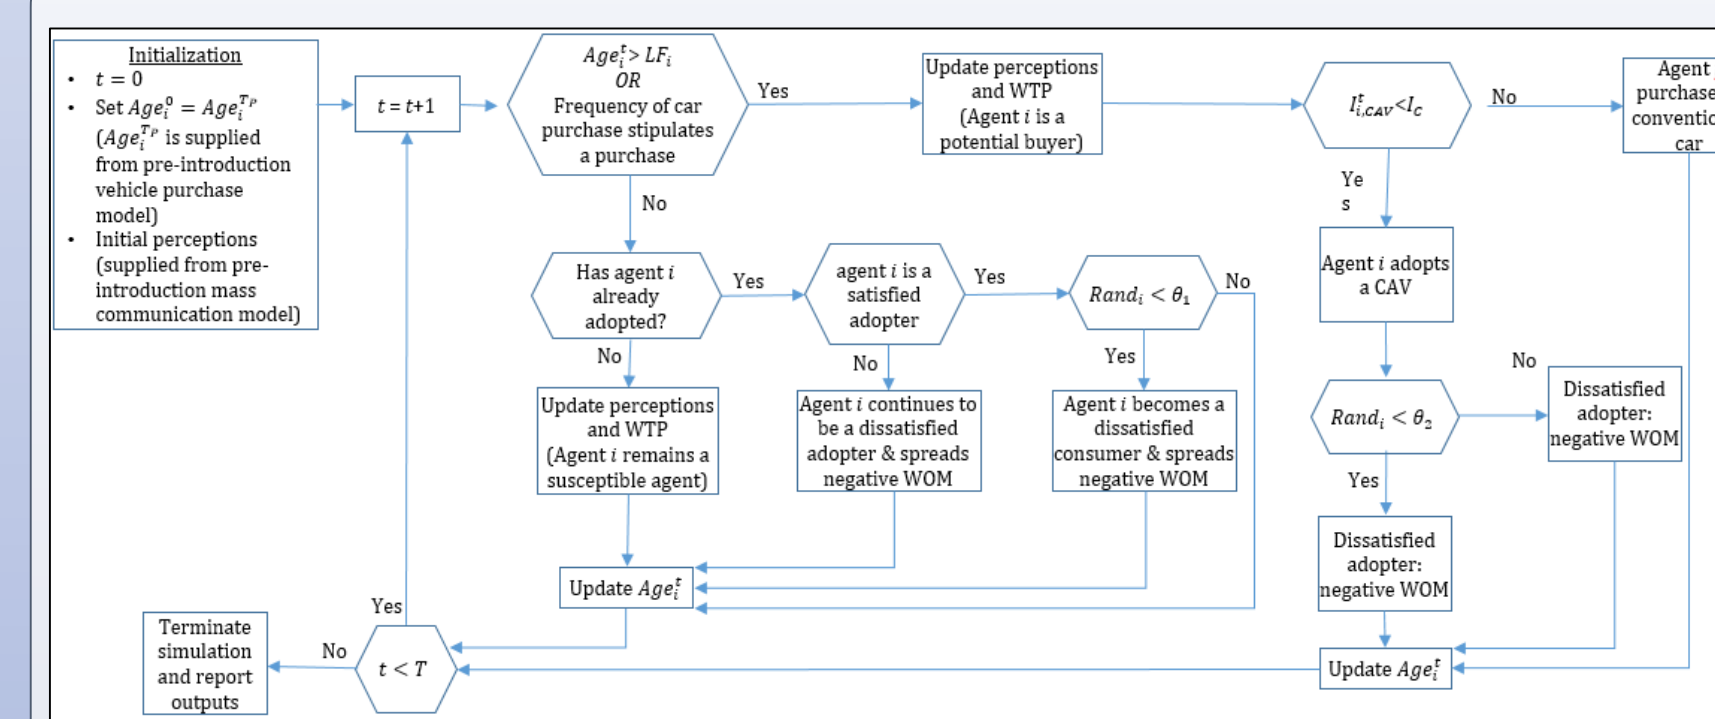 Initialization
• t = 0
• Set Age_i^0 = Age_i^{T_P}
(Age_i^{T_P} is supplied
from pre-introduction
vehicle purchase
model)
• Initial perceptions
(supplied from pre-
introduction mass
communication model)
t = t+1
Age_i^t > LF_i
OR
Frequency of car
purchase stipulates
a purchase
Yes
No
Update perceptions
and WTP
(Agent i is a
potential buyer)
I_{i,CAV}^t < I_C
No
Ye
s
Agent
purchase
conventio
car
Has agent i
already
adopted?
Yes
No
agent i is a
satisfied
adopter
Yes
No
Rand_i < θ_1
No
Yes
Agent i adopts
a CAV
Update perceptions
and WTP
(Agent i remains a
susceptible agent)
Agent i continues to
be a dissatisfied
adopter & spreads
negative WOM
Agent i becomes a
dissatisfied
consumer & spreads
negative WOM
Rand_i < θ_2
No
Yes
Dissatisfied
adopter:
negative WOM
Dissatisfied
adopter:
negative WOM
Update Age_i^t
Update Age_i^t
t < T
Yes
No
Terminate
simulation
and report
outputs